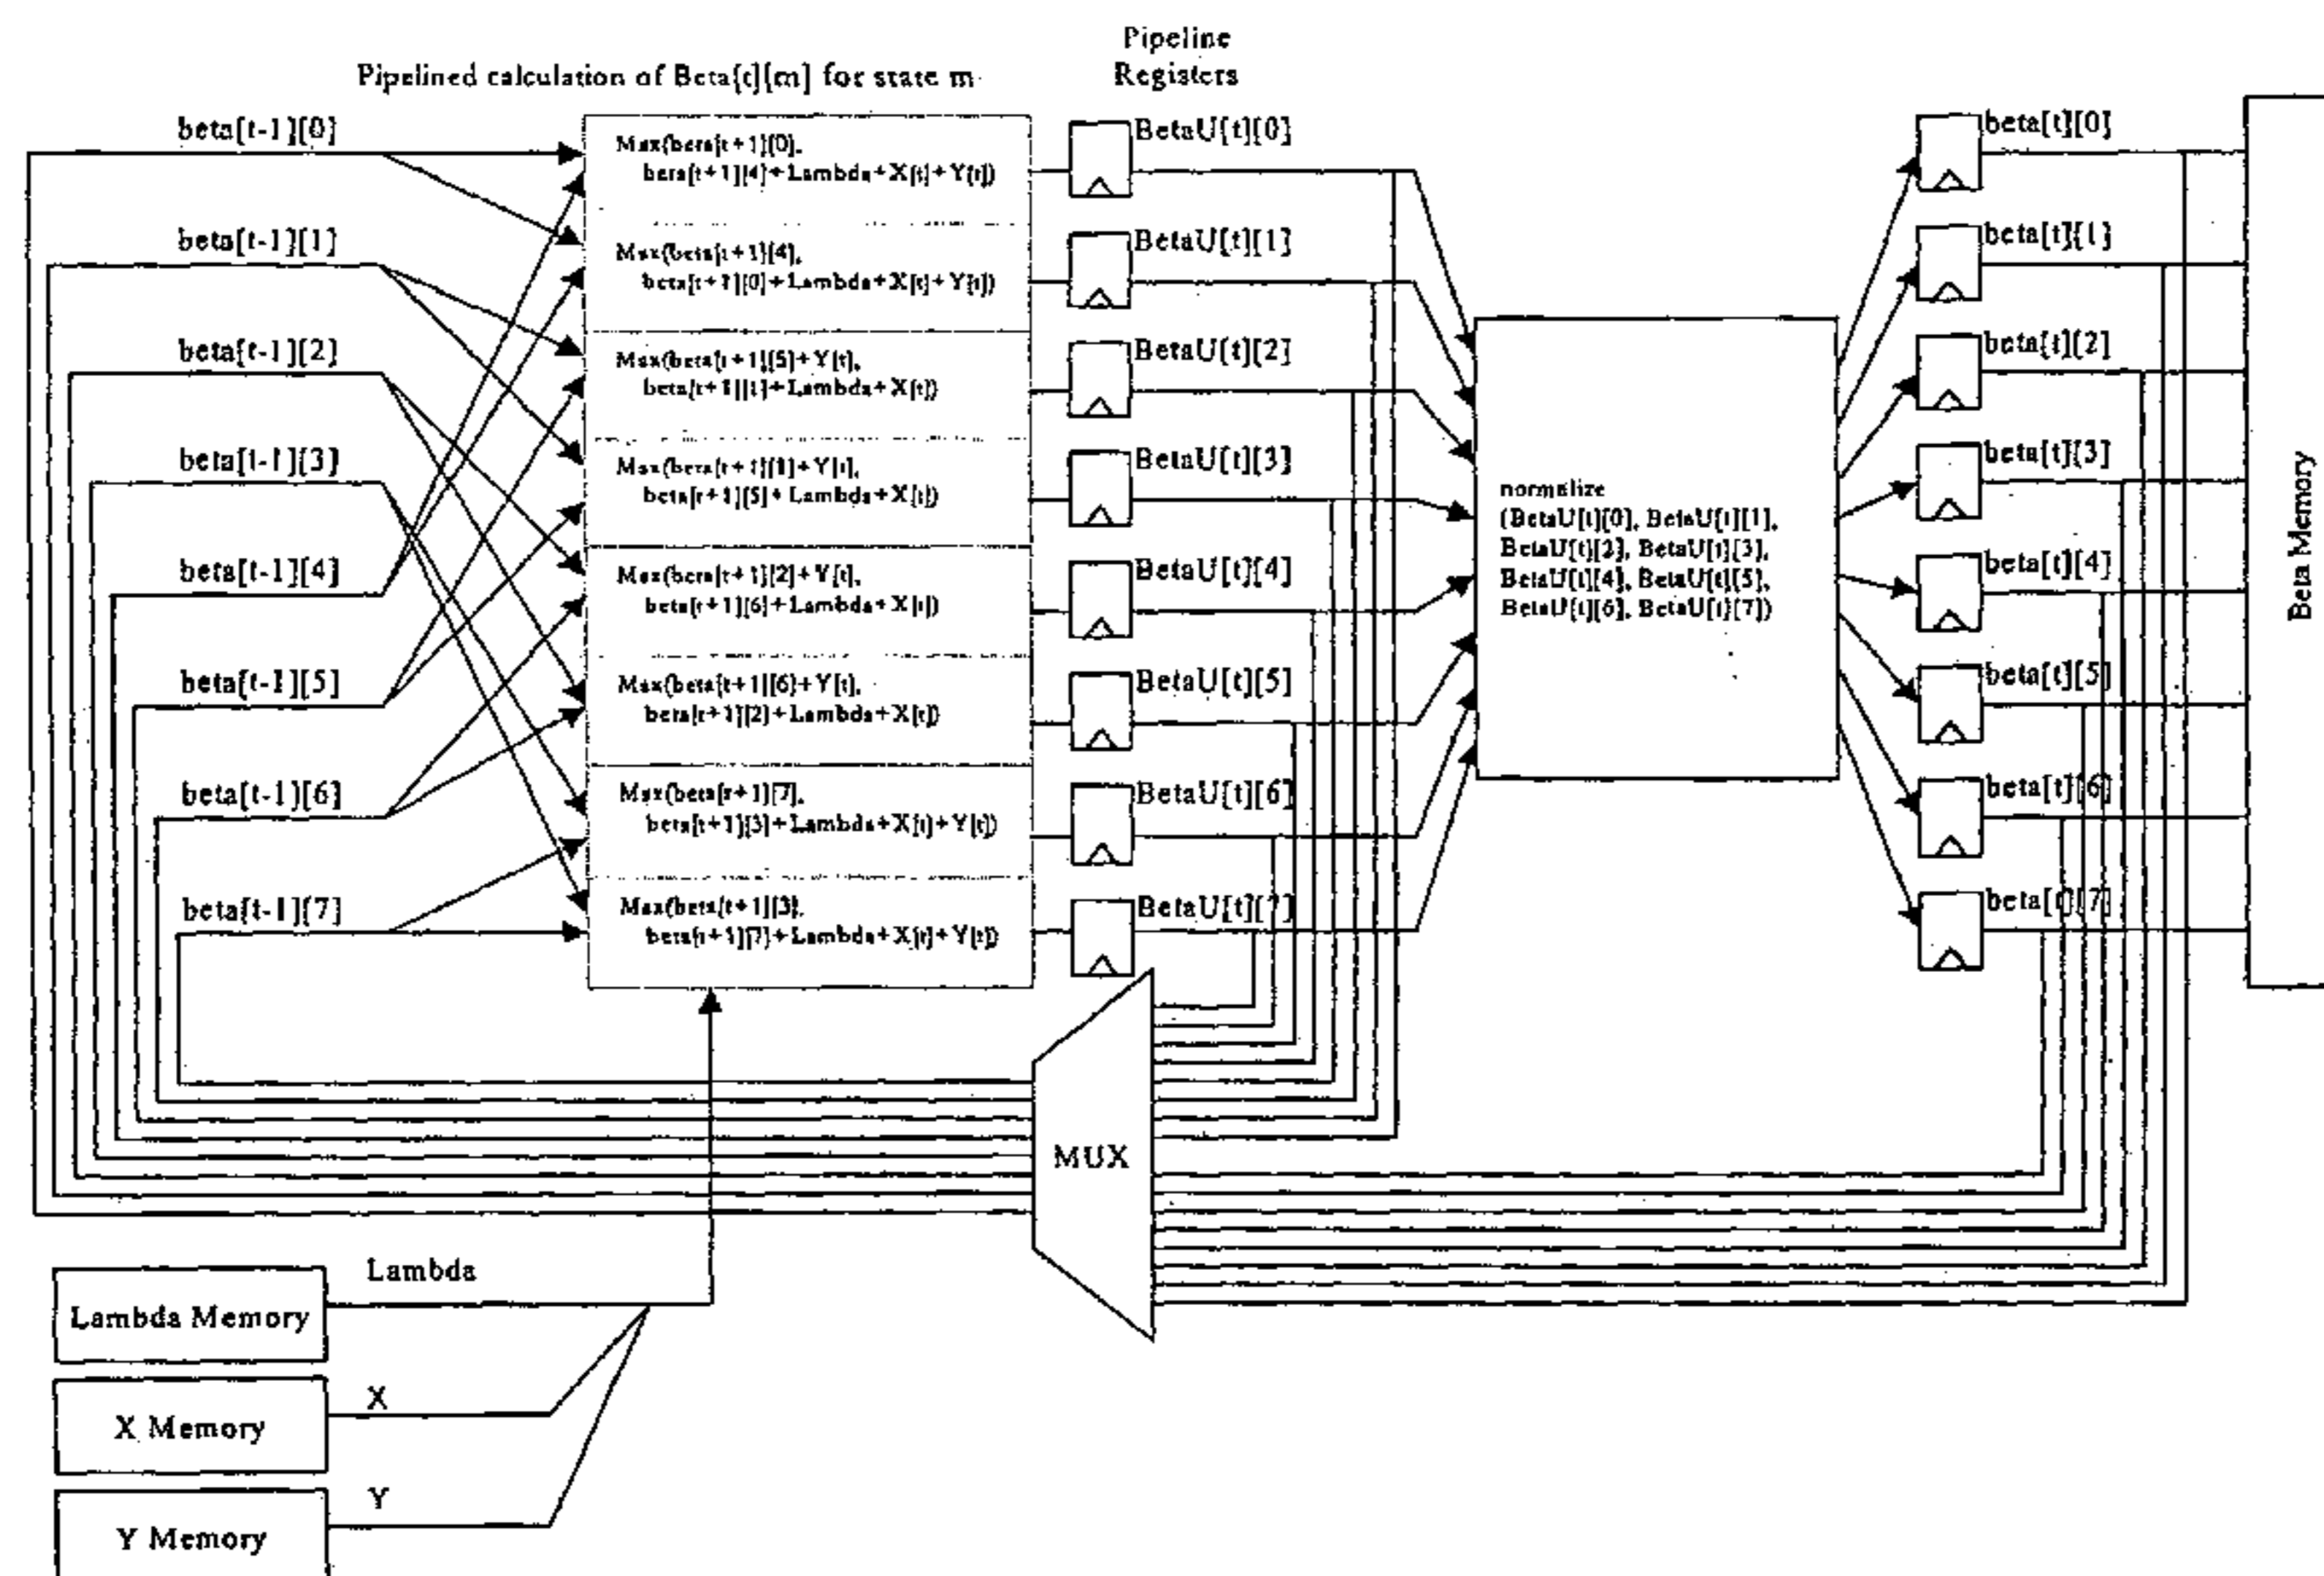 Pipeline
Registers
Pipelined calculation of Beta[t][m] for state m
beta[t-1][0]
beta[t-1][1]
beta[t-1][2]
beta[t-1][3]
beta[t-1][4]
beta[t-1][5]
beta[t-1][6]
beta[t-1][7]
Max(beta[t+1][0],
beta[t+1][4]+Lambda+X[t]+Y[t])
Max(beta[t+1][4],
beta[t+1][0]+Lambda+X[t]+Y[t])
Max(beta[t+1][5]+Y[t],
beta[t+1][1]+Lambda+X[t])
Max(beta[t+1][1]+Y[t],
beta[t+1][5]+Lambda+X[t])
Max(beta[t+1][2]+Y[t],
beta[t+1][6]+Lambda+X[t])
Max(beta[t+1][6]+Y[t],
beta[t+1][2]+Lambda+X[t])
Max(beta[t+1][7],
beta[t+1][3]+Lambda+X[t]+Y[t])
Max(beta[t+1][3],
beta[t+1][7]+Lambda+X[t]+Y[t])
BetaU[t][0]
BetaU[t][1]
BetaU[t][2]
BetaU[t][3]
BetaU[t][4]
BetaU[t][5]
BetaU[t][6]
BetaU[t][7]
normalize
(BetaU[t][0], BetaU[t][1],
BetaU[t][2], BetaU[t][3],
BetaU[t][4], BetaU[t][5],
BetaU[t][6], BetaU[t][7])
beta[t][0]
beta[t][1]
beta[t][2]
beta[t][3]
beta[t][4]
beta[t][5]
beta[t][6]
beta[t][7]
Beta Memory
MUX
Lambda
Lambda Memory
X
X Memory
Y
Y Memory